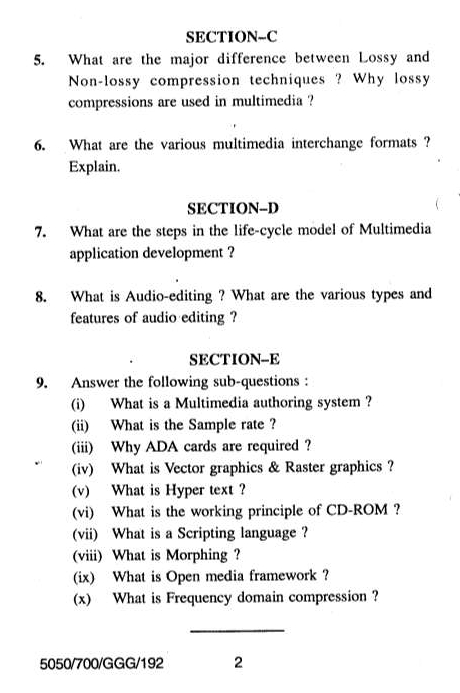 SECTION–C
5. What are the major difference between Lossy and
Non-lossy compression techniques ? Why lossy
compressions are used in multimedia ?
6. What are the various multimedia interchange formats ?
Explain.
SECTION–D
7. What are the steps in the life-cycle model of Multimedia
application development ?
8. What is Audio-editing ? What are the various types and
features of audio editing ?
SECTION–E
9. Answer the following sub-questions :
(i) What is a Multimedia authoring system ?
(ii) What is the Sample rate ?
(iii) Why ADA cards are required ?
(iv) What is Vector graphics & Raster graphics ?
(v) What is Hyper text ?
(vi) What is the working principle of CD-ROM ?
(vii) What is a Scripting language ?
(viii) What is Morphing ?
(ix) What is Open media framework ?
(x) What is Frequency domain compression ?
5050/700/GGG/192 2